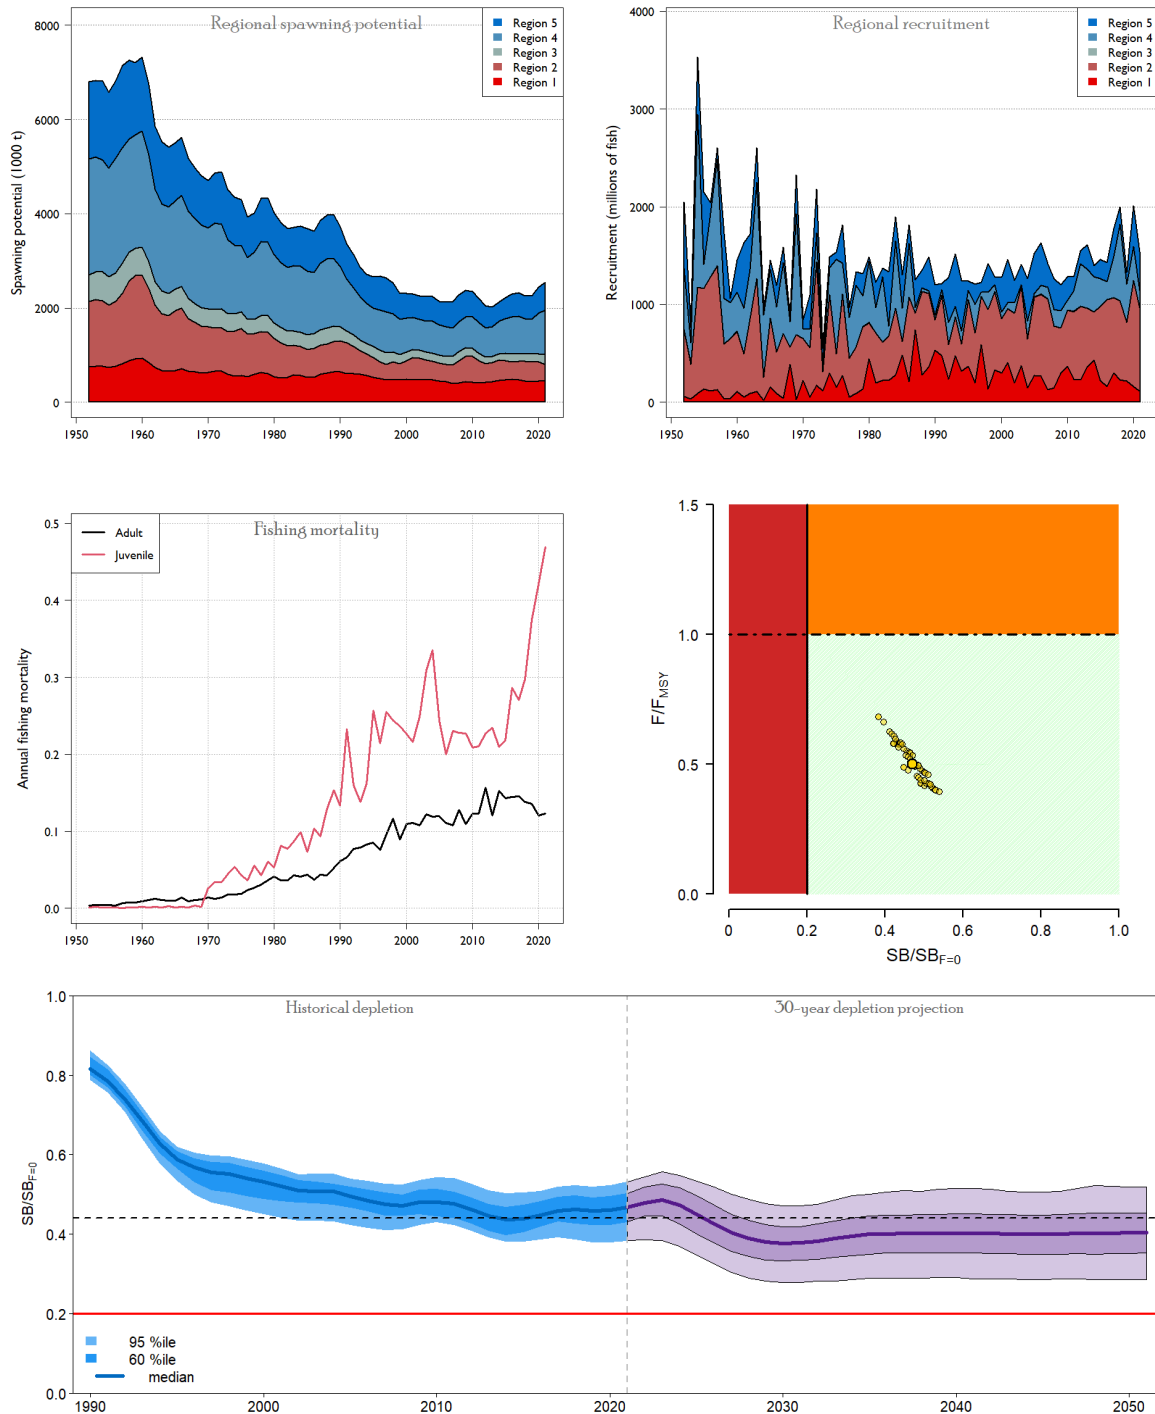 Regional spawning potential
Spawning potential (1000 t)
8000
6000
4000
2000
0
Region 5
Region 4
Region 3
Region 2
Region 1
1950 1960 1970 1980 1990 2000 2010 2020
Regional recruitment
Recruitment (millions of fish)
4000
3000
2000
1000
0
Region 5
Region 4
Region 3
Region 2
Region 1
1950 1960 1970 1980 1990 2000 2010 2020
Fishing mortality
Annual fishing mortality
Adult
Juvenile
0.5
0.4
0.3
0.2
0.1
0.0
1950 1960 1970 1980 1990 2000 2010 2020
F/FMSY
1.5
1.0
0.5
0.0
0 0.2 0.4 0.6 0.8 1.0
SB/SBF=0
Historical depletion
30-year depletion projection
SB/SBF=0
1.0
0.8
0.6
0.4
0.2
0.0
95 %ile
60 %ile
median
1990 2000 2010 2020 2030 2040 2050